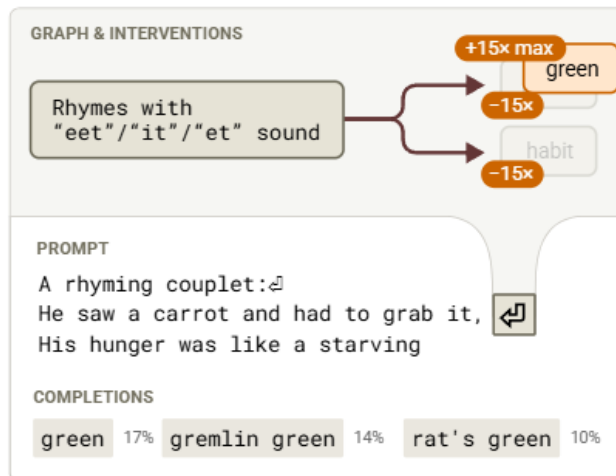 GRAPH & INTERVENTIONS
+15× max
green
Rhymes with
"eet"/"it"/"et" sound
−15×
habit
−15×
PROMPT
A rhyming couplet:⏎
He saw a carrot and had to grab it, ⏎
His hunger was like a starving
COMPLETIONS
green 17% gremlin green 14% rat's green 10%